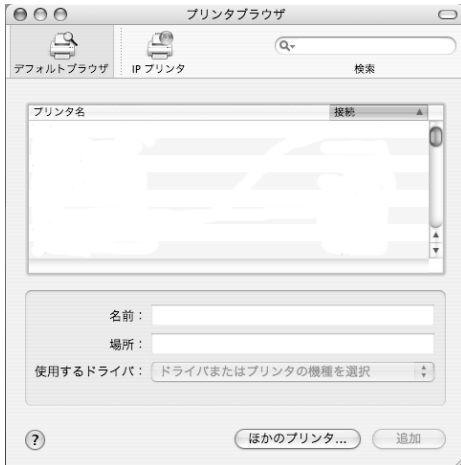 プリンタブラウザ
デフォルトブラウザ IP プリンタ 検索
プリンタ名 接続
名前：
場所：
使用するドライバ： ドライバまたはプリンタの機種を選択
? ほかのプリンタ... 追加